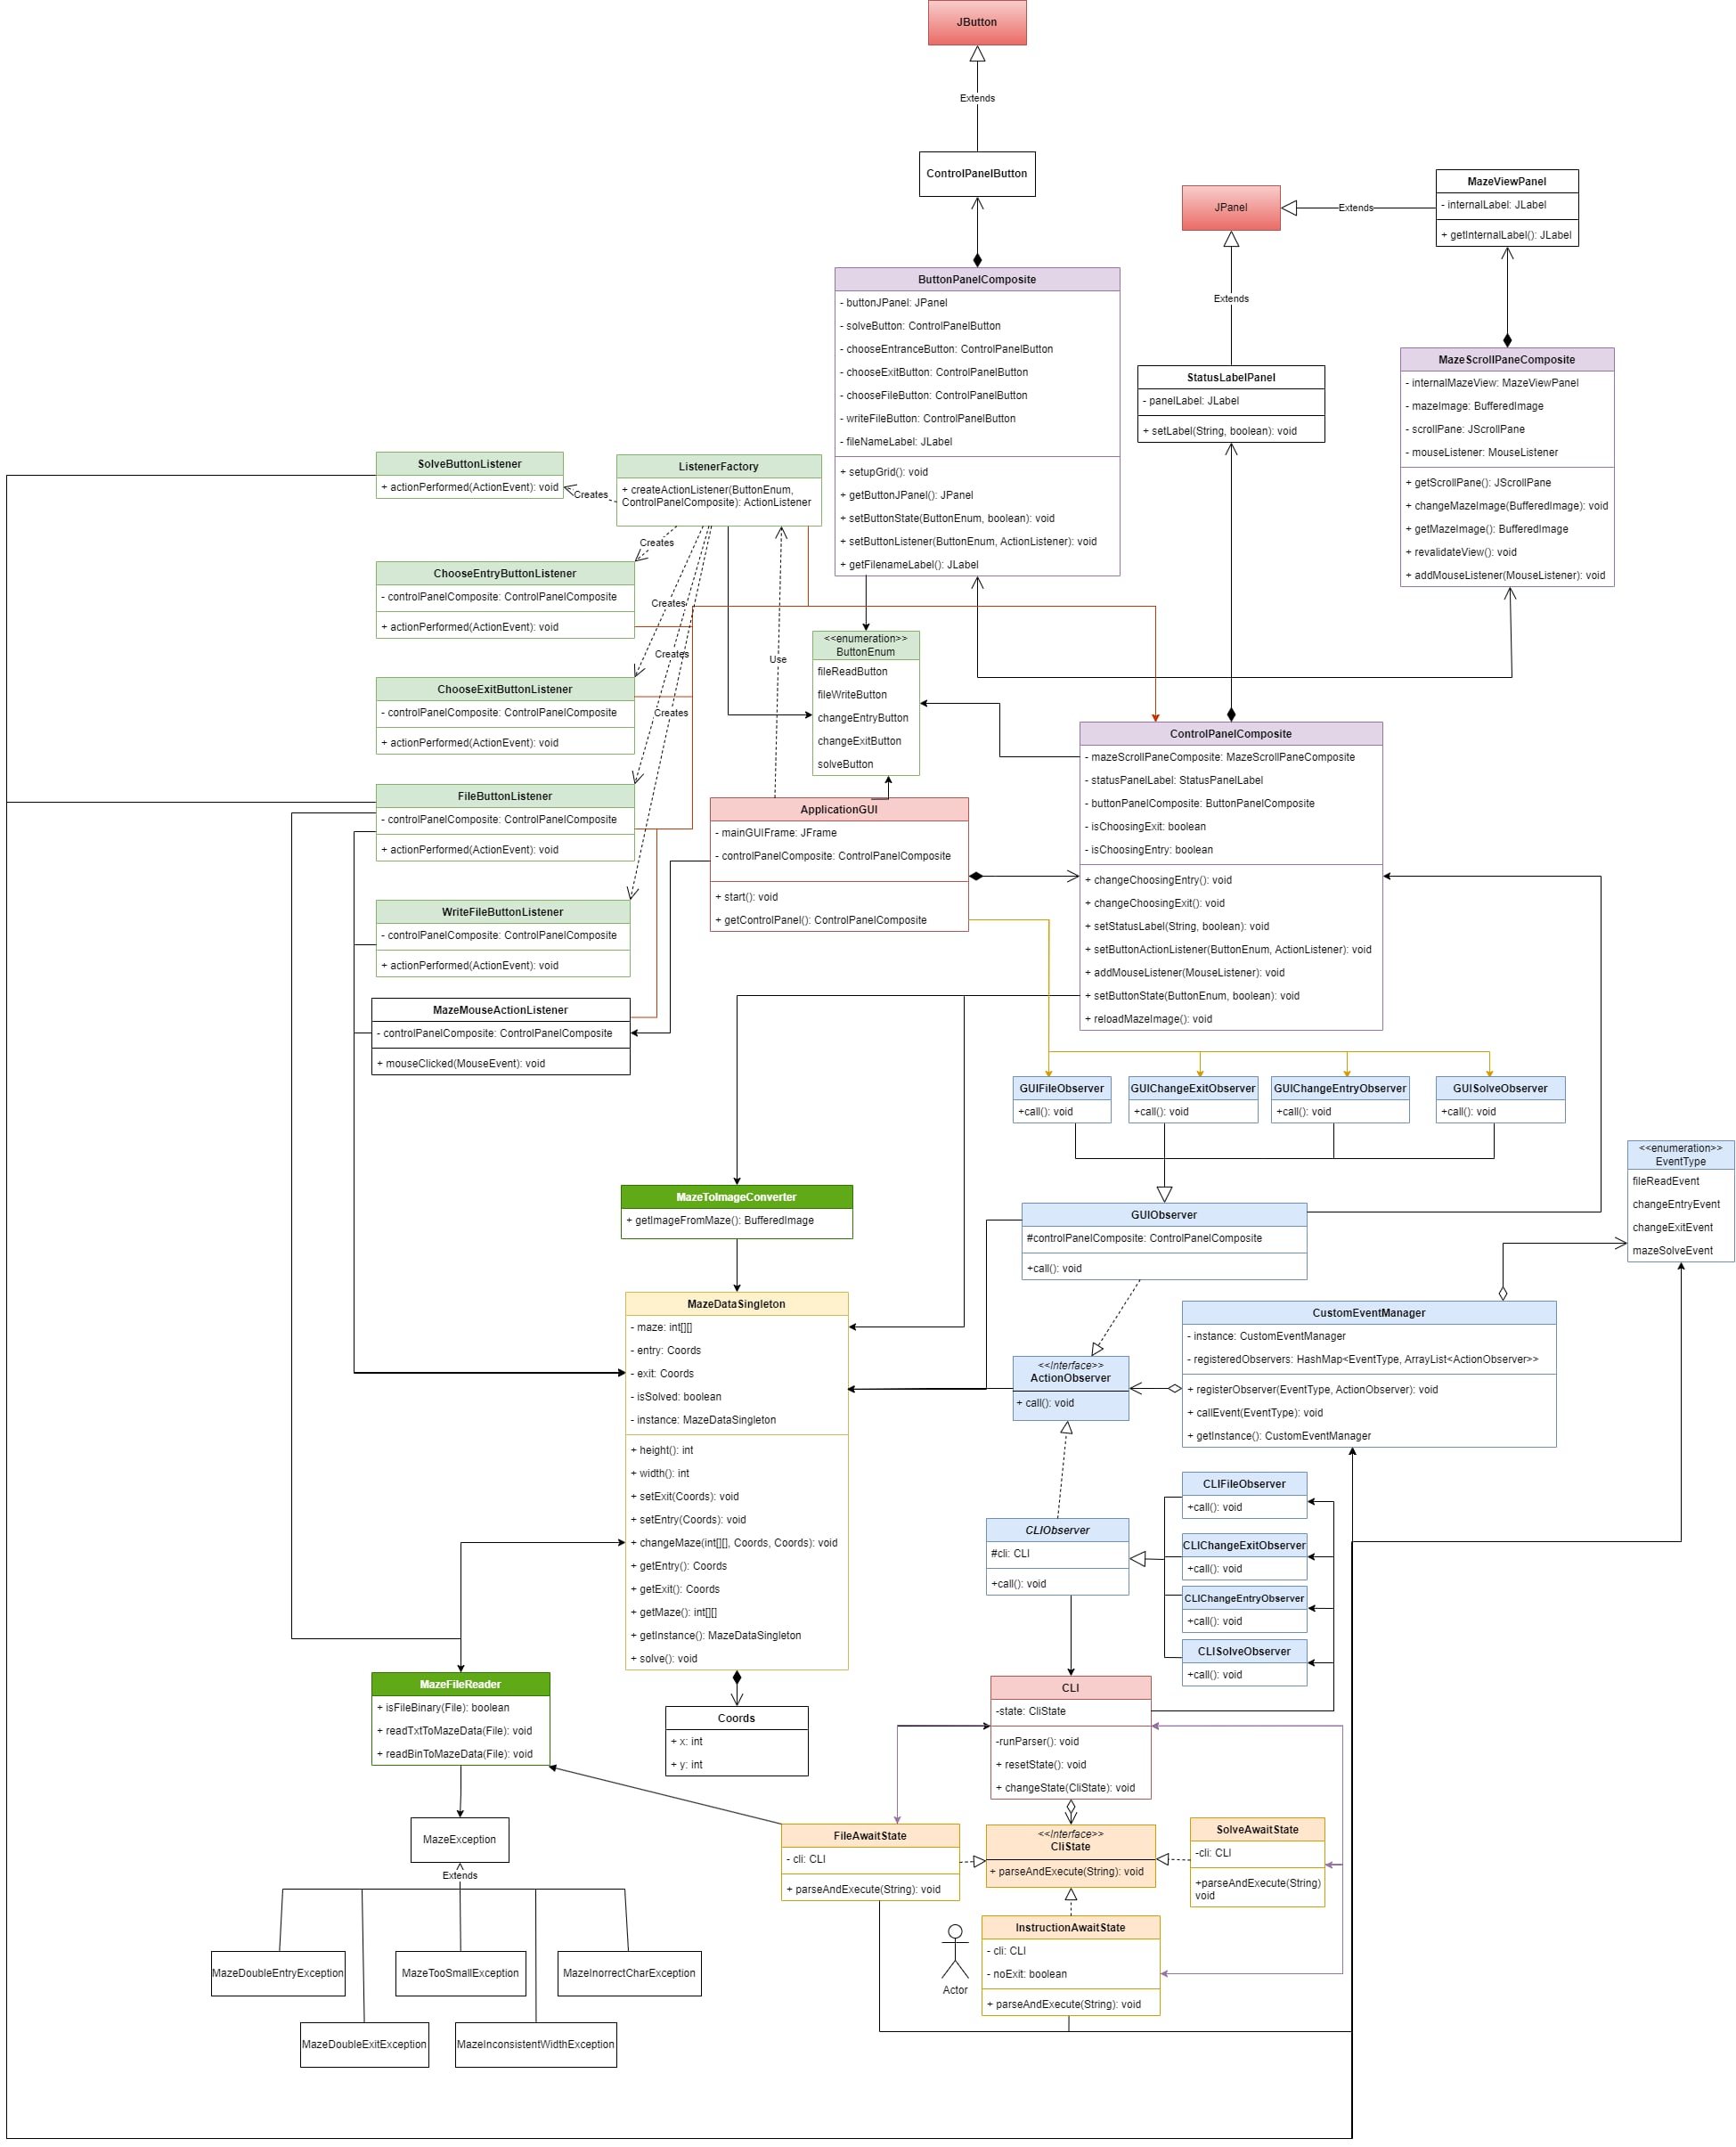 JButton
Extends
ControlPanelButton
JPanel
Extends
MazeViewPanel
- internalLabel: JLabel
+ getInternalLabel(): JLabel
Extends
ButtonPanelComposite
- buttonJPanel: JPanel
- solveButton: ControlPanelButton
- chooseEntranceButton: ControlPanelButton
- chooseExitButton: ControlPanelButton
- chooseFileButton: ControlPanelButton
- writeFileButton: ControlPanelButton
- fileNameLabel: JLabel
+ setupGrid(): void
+ getButtonJPanel(): JPanel
+ setButtonState(ButtonEnum, boolean): void
+ setButtonListener(ButtonEnum, ActionListener): void
+ getFilenameLabel(): JLabel
StatusLabelPanel
- panelLabel: JLabel
+ setLabel(String, boolean): void
MazeScrollPaneComposite
- internalMazeView: MazeViewPanel
- mazeImage: BufferedImage
- scrollPane: JScrollPane
- mouseListener: MouseListener
+ getScrollPane(): JScrollPane
+ changeMazeImage(BufferedImage): void
+ getMazeImage(): BufferedImage
+ revalidateView(): void
+ addMouseListener(MouseListener): void
SolveButtonListener
+ actionPerformed(ActionEvent): void
Creates
ListenerFactory
+ createActionListener(ButtonEnum,
ControlPanelComposite): ActionListener
Creates
ChooseEntryButtonListener
- controlPanelComposite: ControlPanelComposite
+ actionPerformed(ActionEvent): void
Creates
Creates
Use
<<enumeration>>
ButtonEnum
fileReadButton
fileWriteButton
changeEntryButton
changeExitButton
solveButton
ChooseExitButtonListener
- controlPanelComposite: ControlPanelComposite
+ actionPerformed(ActionEvent): void
Creates
ControlPanelComposite
- mazeScrollPaneComposite: MazeScrollPaneComposite
- statusPanelLabel: StatusPanelLabel
- buttonPanelComposite: ButtonPanelComposite
- isChoosingExit: boolean
- isChoosingEntry: boolean
+ changeChoosingEntry(): void
+ changeChoosingExit(): void
+ setStatusLabel(String, boolean): void
+ setButtonActionListener(ButtonEnum, ActionListener): void
+ addMouseListener(MouseListener): void
+ setButtonState(ButtonEnum, boolean): void
+ reloadMazeImage(): void
FileButtonListener
- controlPanelComposite: ControlPanelComposite
+ actionPerformed(ActionEvent): void
ApplicationGUI
- mainGUIFrame: JFrame
- controlPanelComposite: ControlPanelComposite
+ start(): void
+ getControlPanel(): ControlPanelComposite
WriteFileButtonListener
- controlPanelComposite: ControlPanelComposite
+ actionPerformed(ActionEvent): void
MazeMouseActionListener
- controlPanelComposite: ControlPanelComposite
+ mouseClicked(MouseEvent): void
GUIFileObserver
+call(): void
GUIChangeExitObserver
+call(): void
GUIChangeEntryObserver
+call(): void
GUISolveObserver
+call(): void
<<enumeration>>
EventType
fileReadEvent
changeEntryEvent
changeExitEvent
mazeSolveEvent
MazeToImageConverter
+ getImageFromMaze(): BufferedImage
GUIObserver
#controlPanelComposite: ControlPanelComposite
+call(): void
MazeDataSingleton
- maze: int[][]
- entry: Coords
- exit: Coords
- isSolved: boolean
- instance: MazeDataSingleton
+ height(): int
+ width(): int
+ setExit(Coords): void
+ setEntry(Coords): void
+ changeMaze(int[][], Coords, Coords): void
+ getEntry(): Coords
+ getExit(): Coords
+ getMaze(): int[][]
+ getInstance(): MazeDataSingleton
+ solve(): void
CustomEventManager
- instance: CustomEventManager
- registeredObservers: HashMap<EventType, ArrayList<ActionObserver>>
+ registerObserver(EventType, ActionObserver): void
+ callEvent(EventType): void
+ getInstance(): CustomEventManager
<<Interface>>
ActionObserver
+ call(): void
CLIFileObserver
+call(): void
CLIObserver
#cli: CLI
+call(): void
CLIChangeExitObserver
+call(): void
CLIChangeEntryObserver
+call(): void
CLISolveObserver
+call(): void
MazeFileReader
+ isFileBinary(File): boolean
+ readTxtToMazeData(File): void
+ readBinToMazeData(File): void
Coords
+ x: int
+ y: int
CLI
-state: CliState
-runParser(): void
+ resetState(): void
+ changeState(CliState): void
MazeException
Extends
FileAwaitState
- cli: CLI
+ parseAndExecute(String): void
<<Interface>>
CliState
+ parseAndExecute(String): void
SolveAwaitState
-cli: CLI
+parseAndExecute(String)
void
InstructionAwaitState
- cli: CLI
- noExit: boolean
+ parseAndExecute(String): void
Actor
MazeDoubleEntryException
MazeTooSmallException
MazeInorrectCharException
MazeDoubleExitException
MazeInconsistentWidthException